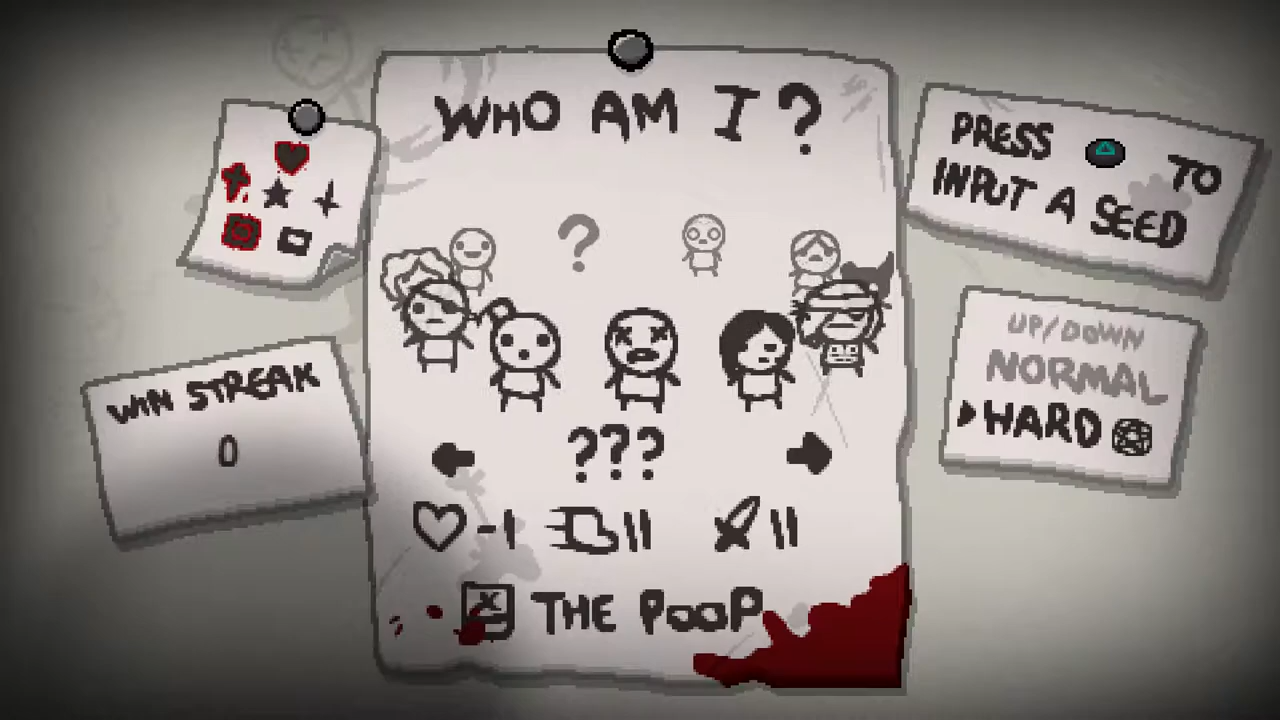 WHO AM I?
PRESS TO
INPUT A SEED
WIN STREAK
0
UP/DOWN
NORMAL
HARD
?
???
-1
THE POOP